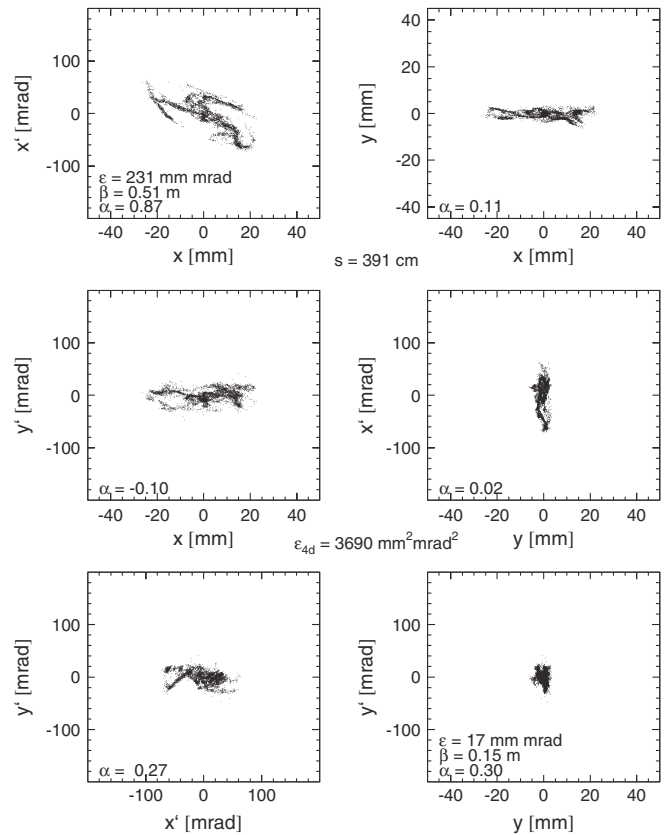 100
0
-100
x' [mrad]
ε = 231 mm mrad
β = 0.51 m
α = 0.87
-40 -20 0 20 40
x [mm]
40
20
0
-20
-40
y [mm]
α = 0.11
-40 -20 0 20 40
x [mm]
s = 391 cm
100
0
-100
y' [mrad]
α = -0.10
-40 -20 0 20 40
x [mm]
100
0
-100
x' [mrad]
α = 0.02
-40 -20 0 20 40
y [mm]
ε4d = 3690 mm²mrad²
100
0
-100
y' [mrad]
α = 0.27
-100 0 100
x' [mrad]
100
0
-100
y' [mrad]
ε = 17 mm mrad
β = 0.15 m
α = 0.30
-40 -20 0 20 40
y [mm]